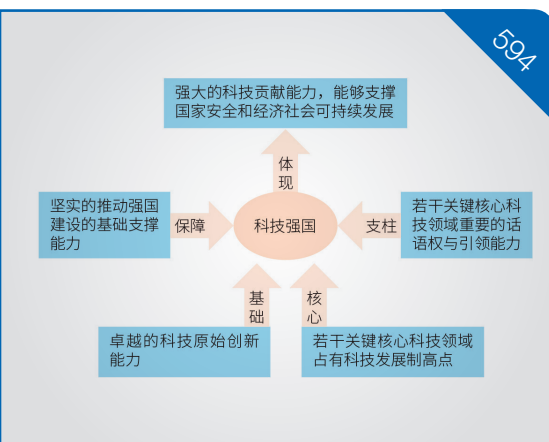 594
强大的科技贡献能力，能够支撑
国家安全和经济社会可持续发展
体
现
坚实的推动强国
建设的基础支撑
能力
保障
科技强国
支柱
若干关键核心科
技领域重要的话
语权与引领能力
基
础
核
心
卓越的科技原始创新
能力
若干关键核心科技领域
占有科技发展制高点